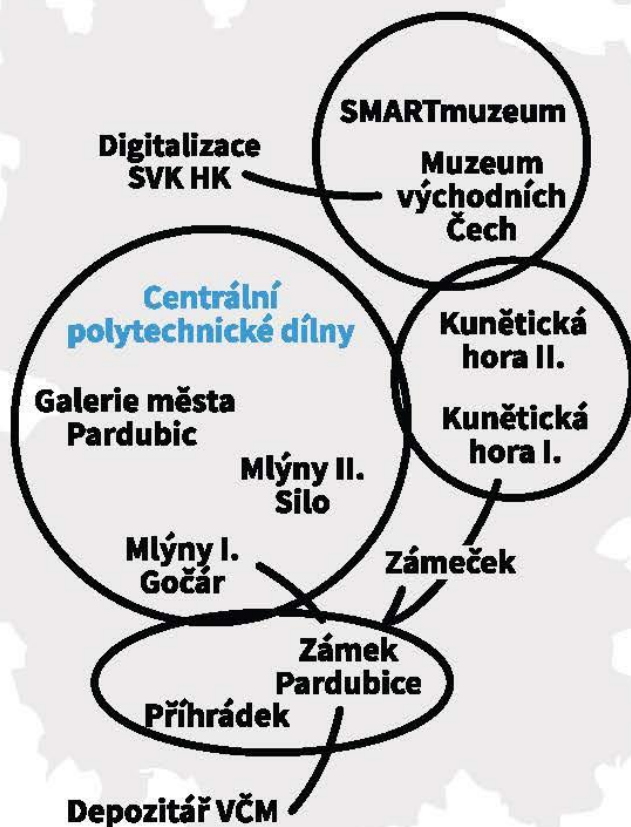 SMARTmuzeum
Digitalizace
SVK HK
Muzeum
východních
Čech
Centrální
polytechnické dílny
Kunětická
hora II.
Galerie města
Pardubic
Kunětická
hora I.
Mlýny II.
Silo
Mlýny I.
Gočár
Zámeček
Zámek
Pardubice
Příhrádek
Depozitář VČM